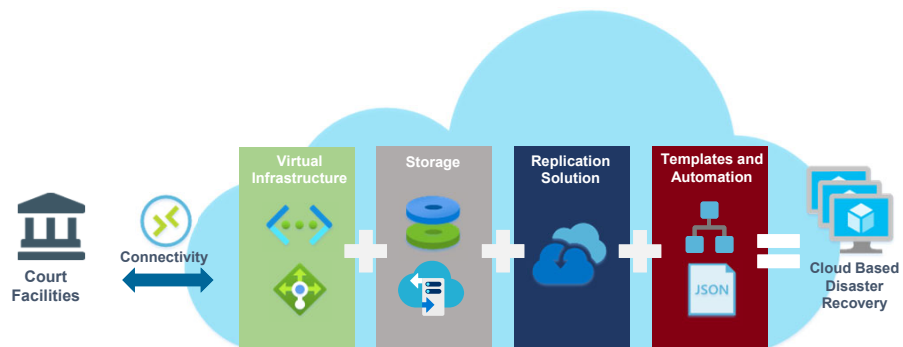 Court
Facilities
Connectivity
Virtual
Infrastructure
Storage
Replication
Solution
Templates and
Automation
JSON
Cloud Based
Disaster
Recovery